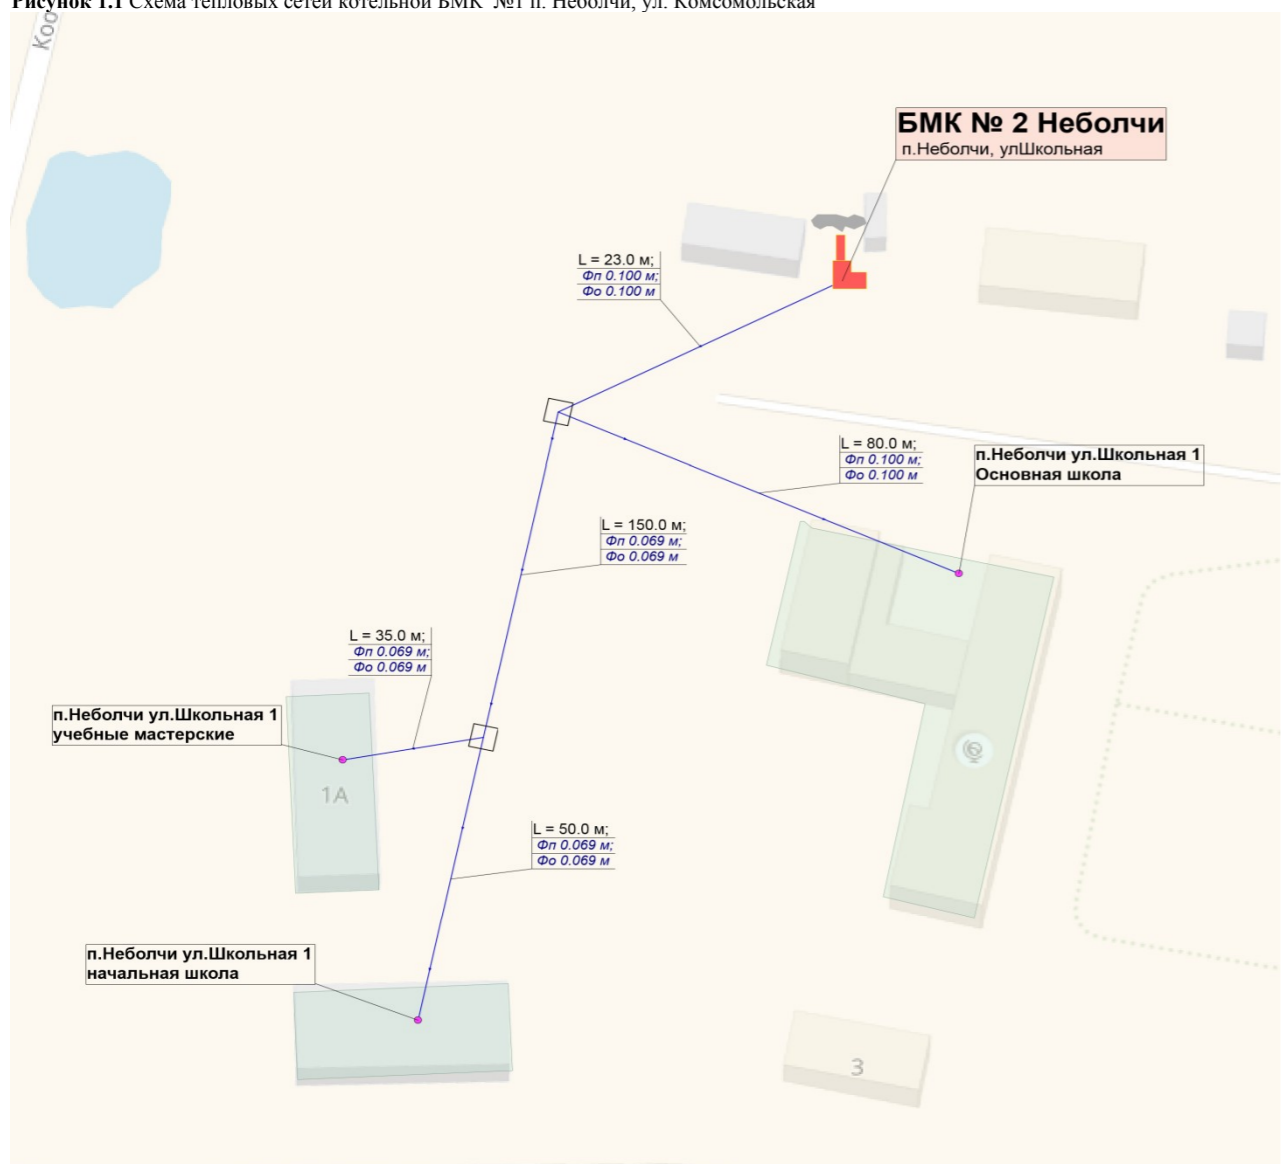 Рисунок 1.1 Схема тепловых сетей котельной БМК №1 п. Неболчи, ул. Комсомольская
Коо
БМК № 2 Неболчи
п.Неболчи, улШкольная
L = 23.0 м;
Фп 0.100 м;
Фо 0.100 м
L = 80.0 м;
Фп 0.100 м;
Фо 0.100 м
п.Неболчи ул.Школьная 1
Основная школа
L = 150.0 м;
Фп 0.069 м;
Фо 0.069 м
L = 35.0 м;
Фп 0.069 м;
Фо 0.069 м
п.Неболчи ул.Школьная 1
учебные мастерские
1А
L = 50.0 м;
Фп 0.069 м;
Фо 0.069 м
п.Неболчи ул.Школьная 1
начальная школа
3